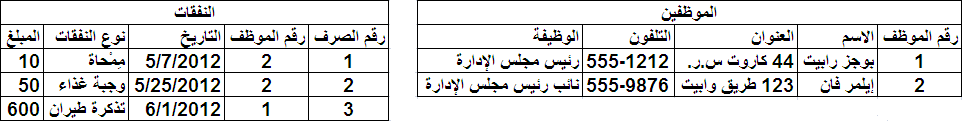 الموظفين
رقم الموظف الاسم العنوان التلفون الوظيفة
1 بوجز رابيت 44 كاروت س.ر. 555-1212 رئيس مجلس الإدارة
2 إيلمر فان 123 طريق وابيت 555-9876 نائب رئيس مجلس الإدارة
النفقات
رقم الصرف رقم الموظف التاريخ نوع النفقات المبلغ
1 2 5/7/2012 مِمْحاة 10
2 2 5/25/2012 وجبة غذاء 50
3 1 6/1/2012 تذكرة طيران 600